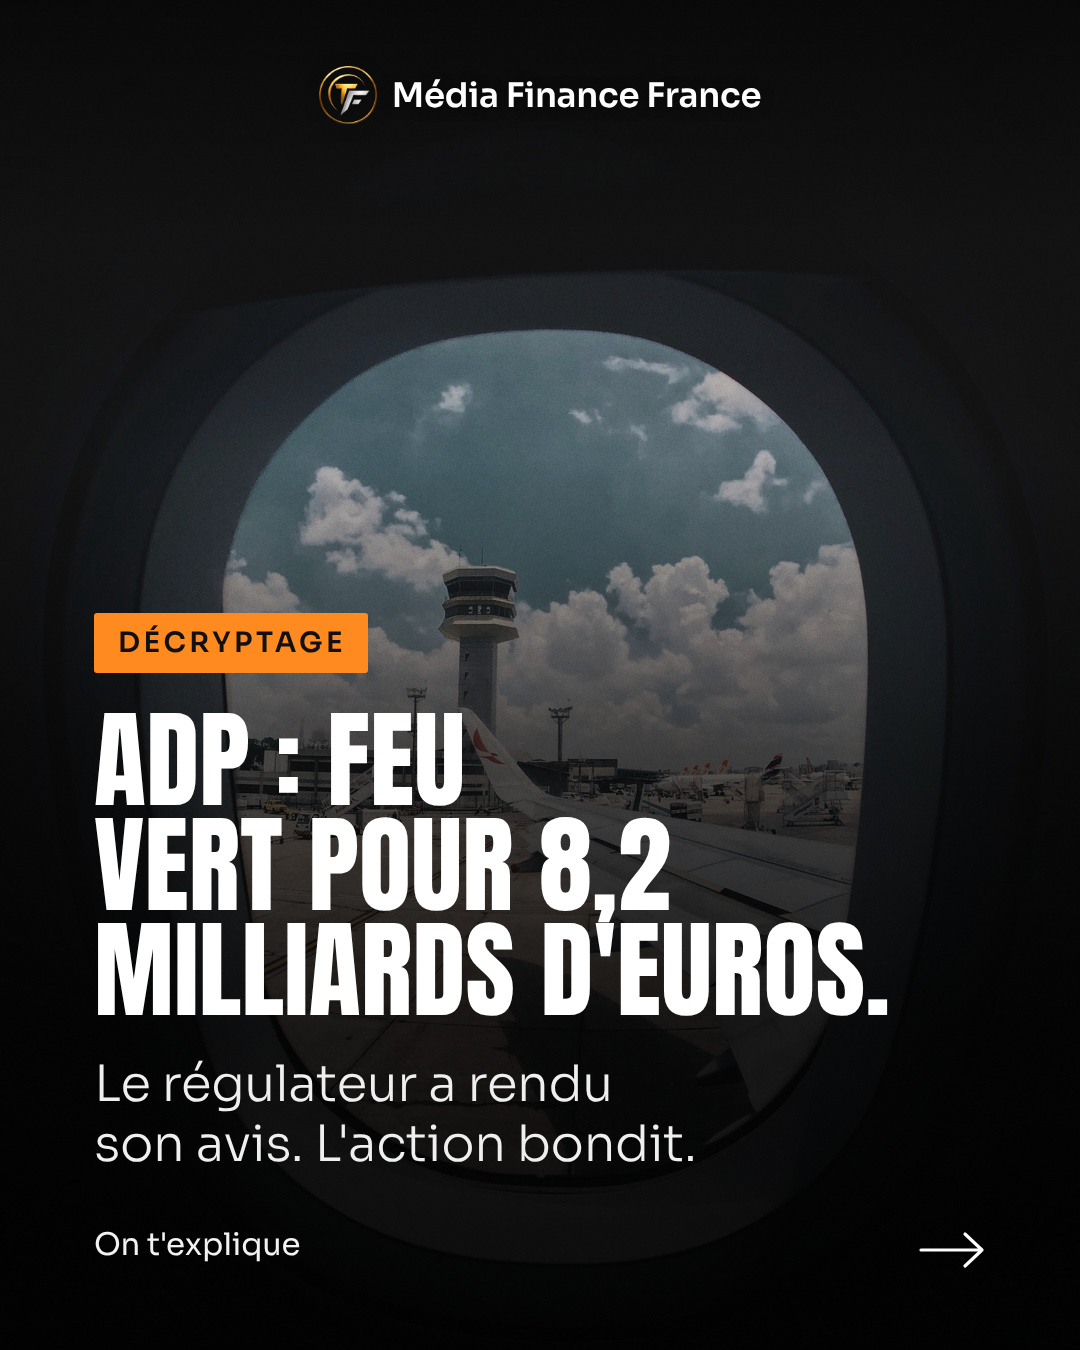 Média Finance France
DÉCRYPTAGE
ADP : FEU
VERT POUR 8,2
MILLIARDS D'EUROS.
Le régulateur a rendu
son avis. L'action bondit.
On t'explique